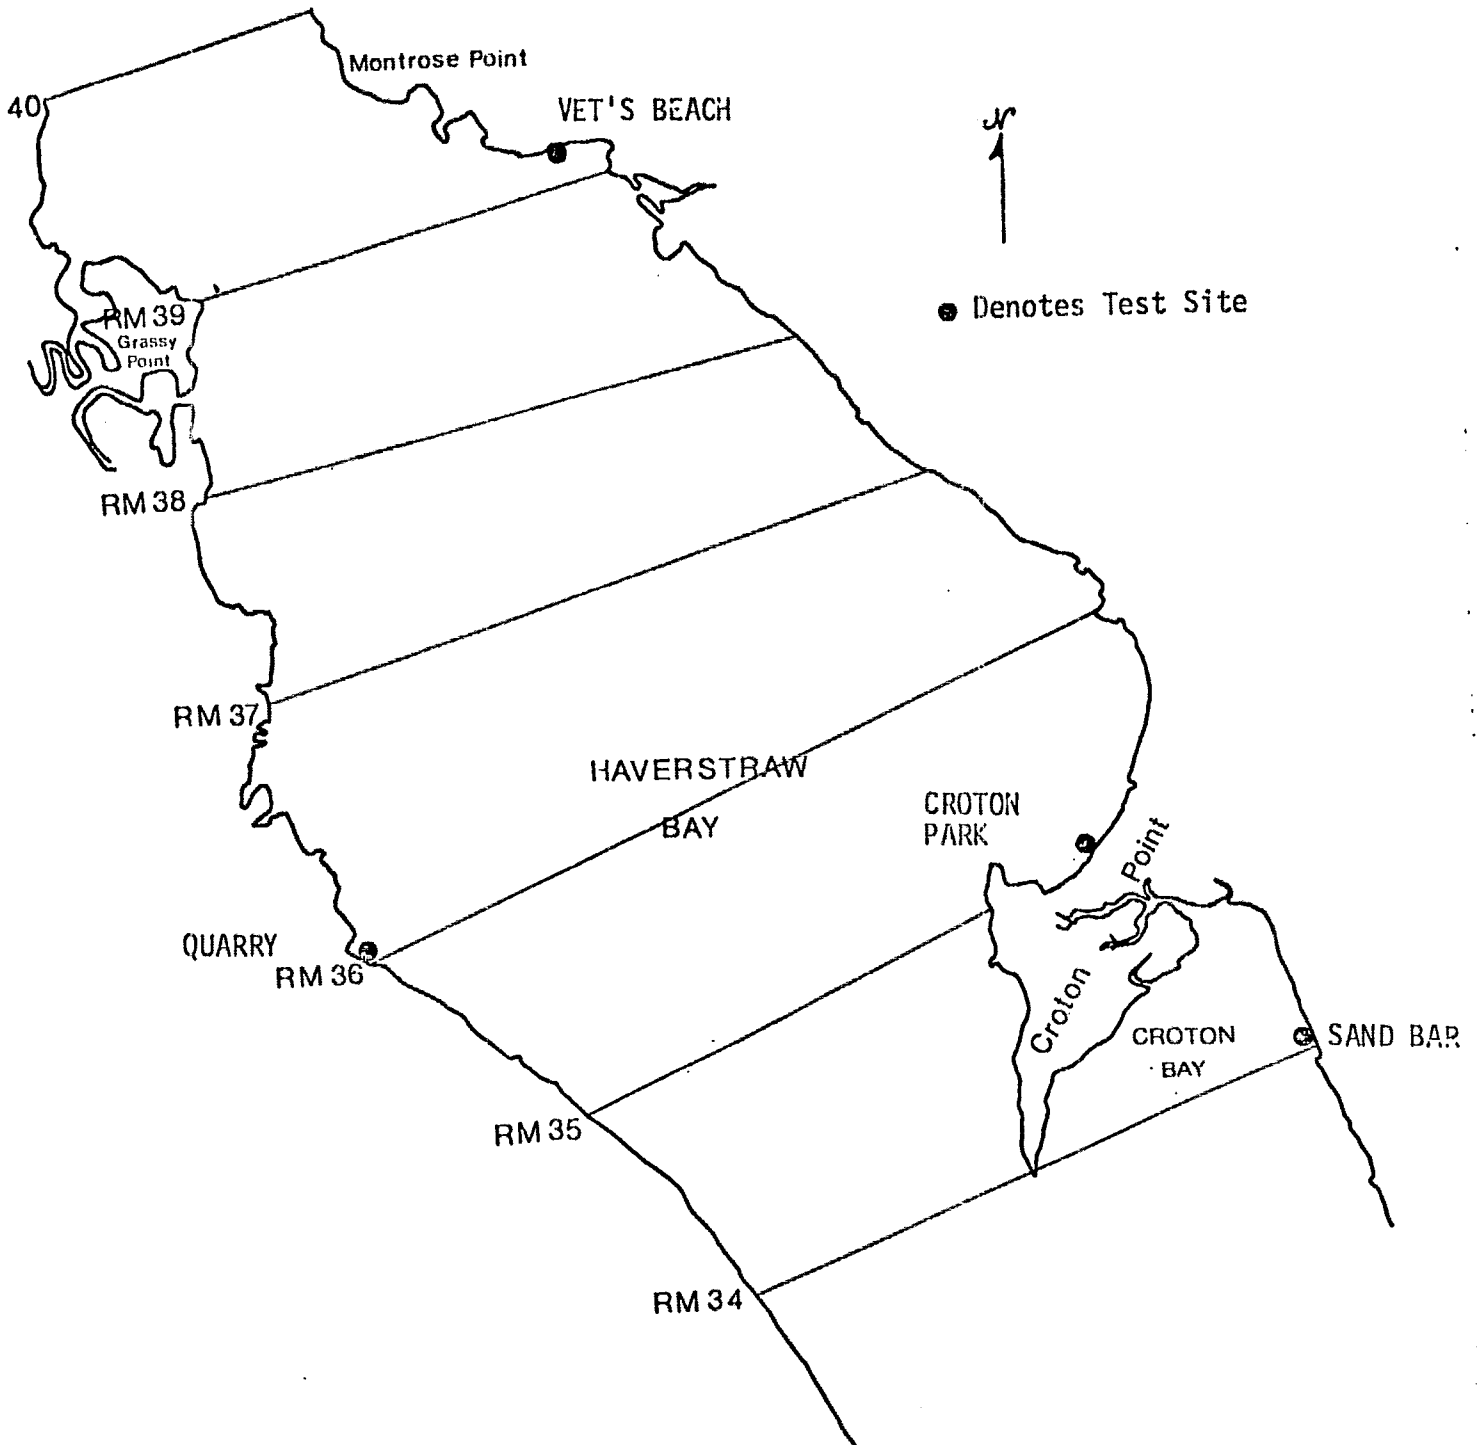 Montrose Point
40
VET'S BEACH
N
Denotes Test Site
RM 39
Grassy
Point
RM 38
RM 37
HAVERSTRAW
BAY
CROTON
PARK
Croton Point
QUARRY
RM 36
CROTON
BAY
SAND BAR
RM 35
RM 34